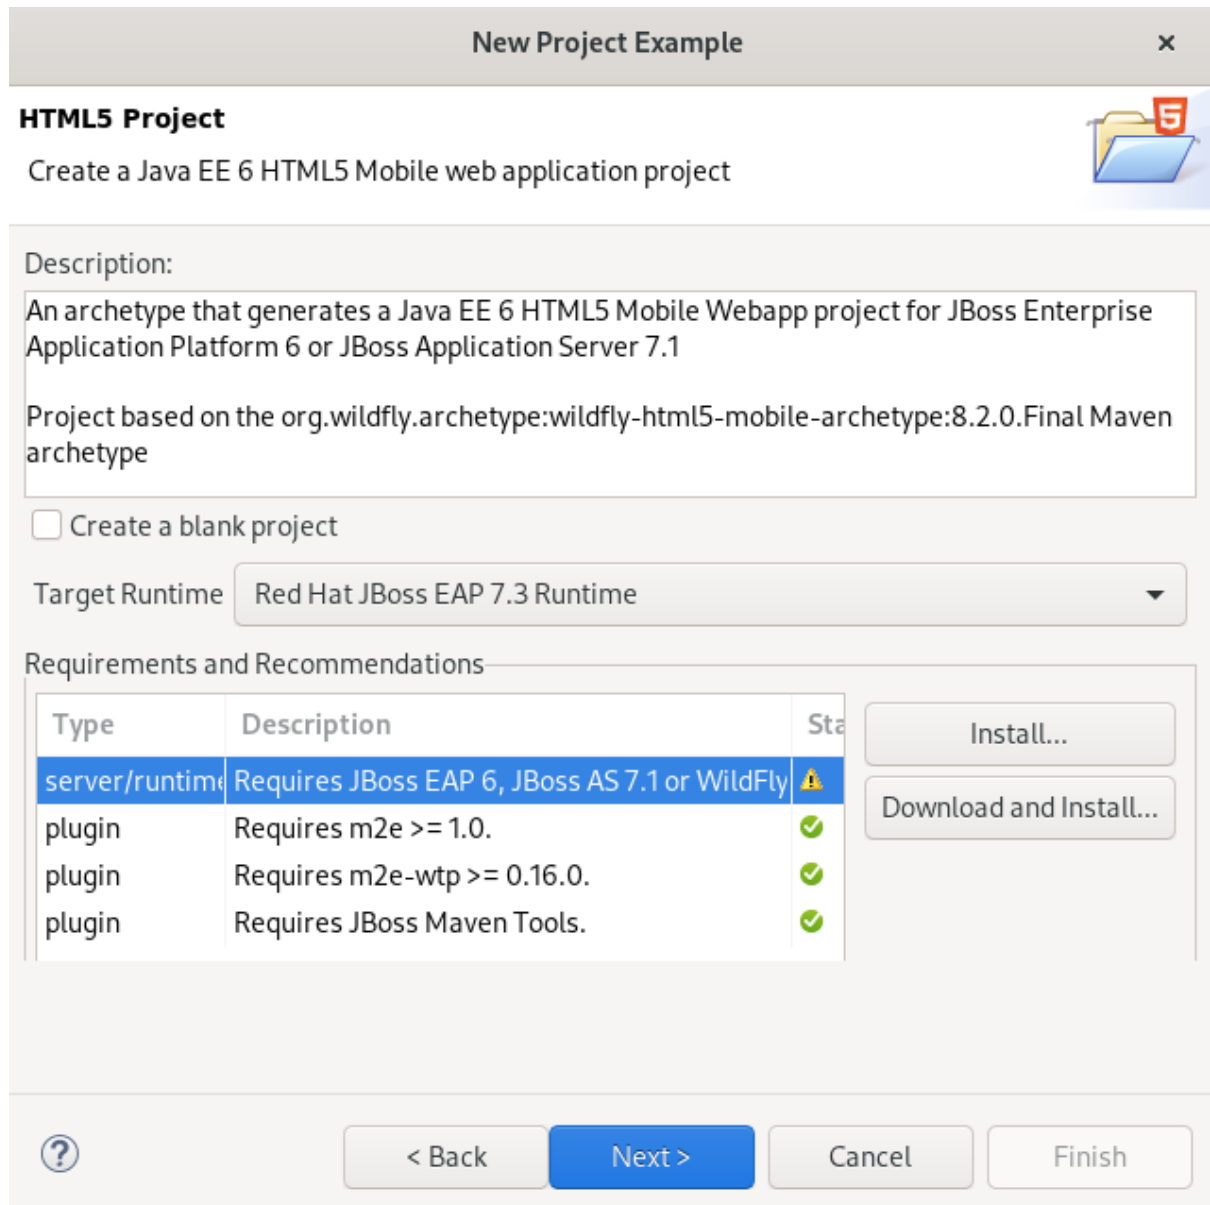 New Project Example ×
HTML5 Project
5
Create a Java EE 6 HTML5 Mobile web application project
Description:
An archetype that generates a Java EE 6 HTML5 Mobile Webapp project for JBoss Enterprise
Application Platform 6 or JBoss Application Server 7.1
Project based on the org.wildfly.archetype:wildfly-html5-mobile-archetype:8.2.0.Final Maven
archetype
Create a blank project
Target Runtime Red Hat JBoss EAP 7.3 Runtime
Requirements and Recommendations
Type Description Sta
Install...
server/runtime Requires JBoss EAP 6, JBoss AS 7.1 or WildFly
Download and Install...
plugin Requires m2e >= 1.0.
plugin Requires m2e-wtp >= 0.16.0.
plugin Requires JBoss Maven Tools.
? < Back Next > Cancel Finish